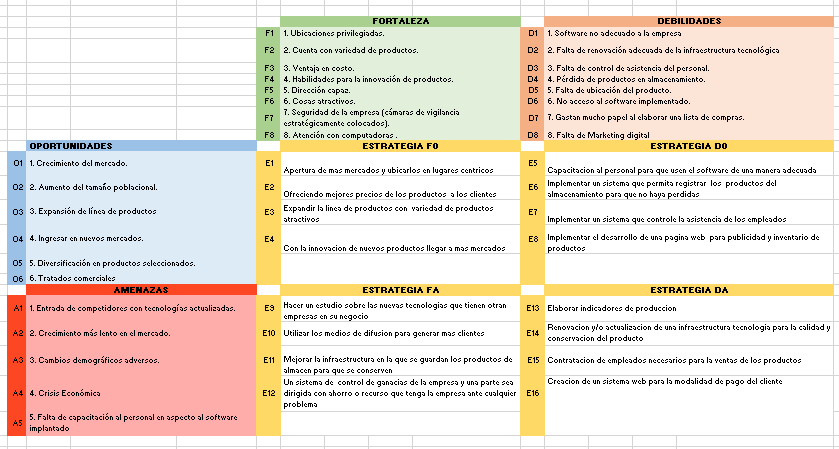 FORTALEZA
DEBILIDADES
F1 1. Ubicaciones privilegiadas.
D1 1. Software no adecuado a la empresa
F2 2. Cuenta con variedad de productos.
D2 2. Falta de renovación adecuada de la infraestructura tecnológica
F3 3. Ventaja en costo.
D3 3. Falta de control de asistencia del personal.
F4 4. Habilidades para la innovación de productos.
D4 4. Pérdida de productos en almacenamiento.
F5 5. Dirección capaz.
D5 5. Falta de ubicación del producto.
F6 6. Cosas atractivos.
D6 6. No acceso al software implementado.
F7 7. Seguridad de la empresa (cámaras de vigilancia
estratégicamente colocados).
D7 7. Gastan mucho papel al elaborar una lista de compras.
F8 8. Atención con computadoras .
D8 8. Falta de Marketing digital
OPORTUNIDADES
ESTRATEGIA FO
ESTRATEGIA DO
O1 1. Crecimiento del mercado.
E1 Apertura de mas mercados y ubicarlos en lugares centricos
E5 Capacitacion al personal para que usen el software de una manera adecuada
O2 2. Aumento del tamaño poblacional.
E2 Ofreciendo mejores precios de los productos a los clientes
E6 Implementar un sistema que permita registrar los productos del
almacenamiento para que no haya perdidas
O3 3. Expansión de línea de productos
E3 Expandir la linea de productos con variedad de productos
atractivos
E7 Implementar un sistema que controle la asistencia de los empleados
O4 4. Ingresar en nuevos mercados.
E4 Con la innovacion de nuevos productos llegar a mas mercados
E8 Implementar el desarrollo de una pagina web para publicidad y inventario de
productos
O5 5. Diversificación en productos seleccionados.
O6 6. Tratados comerciales
AMENAZAS
ESTRATEGIA FA
ESTRATEGIA DA
A1 1. Entrada de competidores con tecnologías actualizadas.
E9 Hacer un estudio sobre las nuevas tecnologias que tienen otran
empresas en su negocio
E13 Elaborar indicadores de produccion
A2 2. Crecimiento más lento en el mercado.
E10 Utilizar los medios de difusion para generar mas clientes
E14 Renovacion y/o actualizacion de una infraestructura tecnologia para la calidad y
conservacion del producto
A3 3. Cambios demográficos adversos.
E11 Mejorar la infraestructura en la que se guardan los productos de
almacen para que se conserven
E15 Contratacion de empleados necesarios para la ventas de los productos
A4 4. Crisis Económica
E12 Un sistema de control de ganacias de la empresa y una parte sea
dirigida con ahorro o recurso que tenga la empresa ante cualquier
problema
E16 Creacion de un sistema web para la modalidad de pago del cliente
A5 5. Falta de capacitación al personal en aspecto al software
implantado